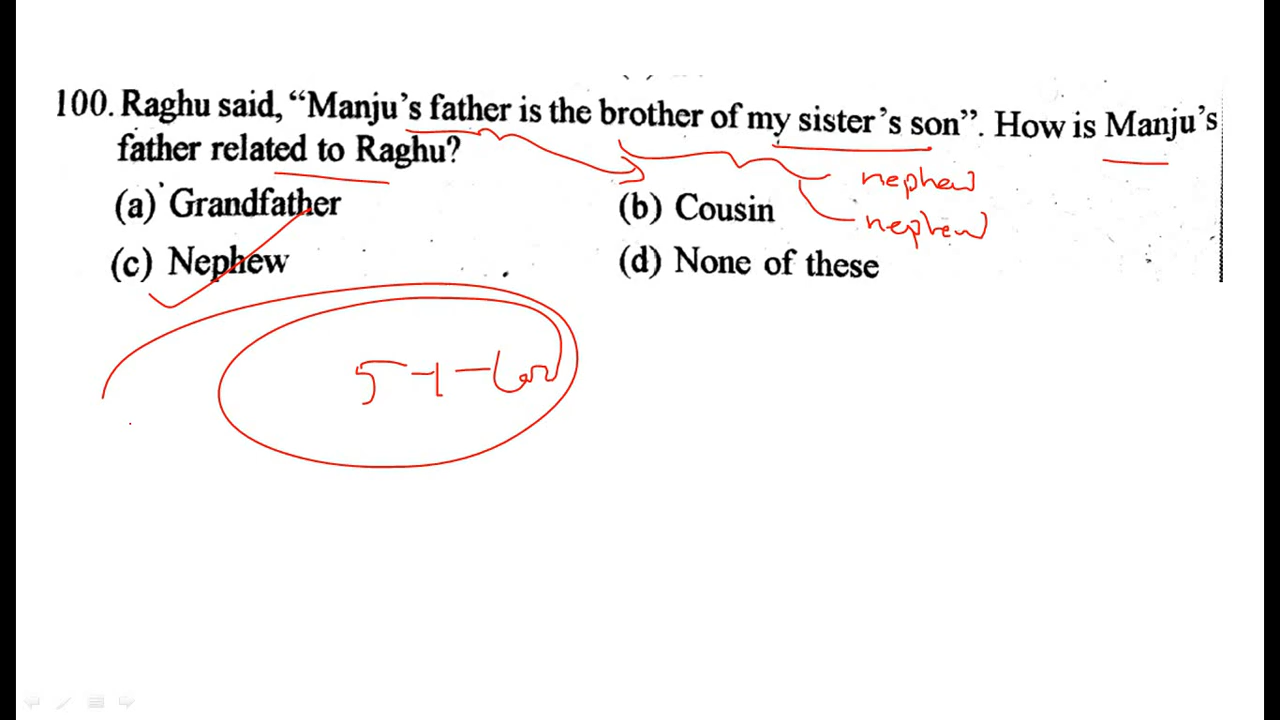 100. Raghu said, “Manju’s father is the brother of my sister’s son”. How is Manju’s
father related to Raghu?
(a) Grandfather (b) Cousin
nephew
nephew
(c) Nephew (d) None of these